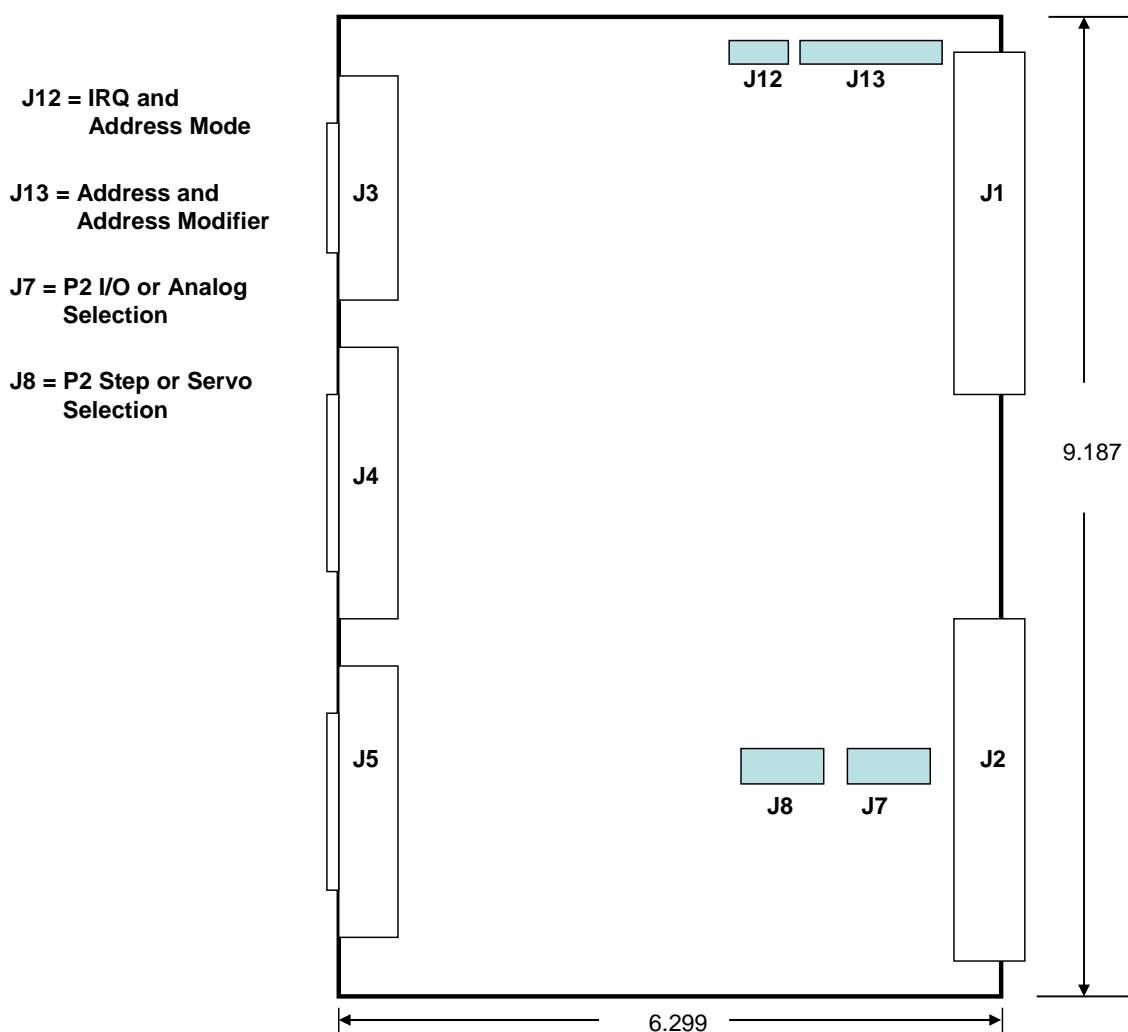 J12 = IRQ and
Address Mode
J13 = Address and
Address Modifier
J7 = P2 I/O or Analog
Selection
J8 = P2 Step or Servo
Selection
J12
J13
J3
J1
J4
9.187
J5
J2
J8
J7
6.299